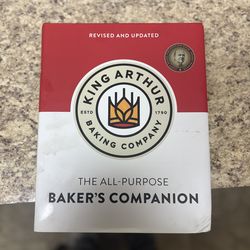 REVISED AND UPDATED
KING ARTHUR
ESTD 1790
BAKING COMPANY
THE ALL-PURPOSE
BAKER'S COMPANION